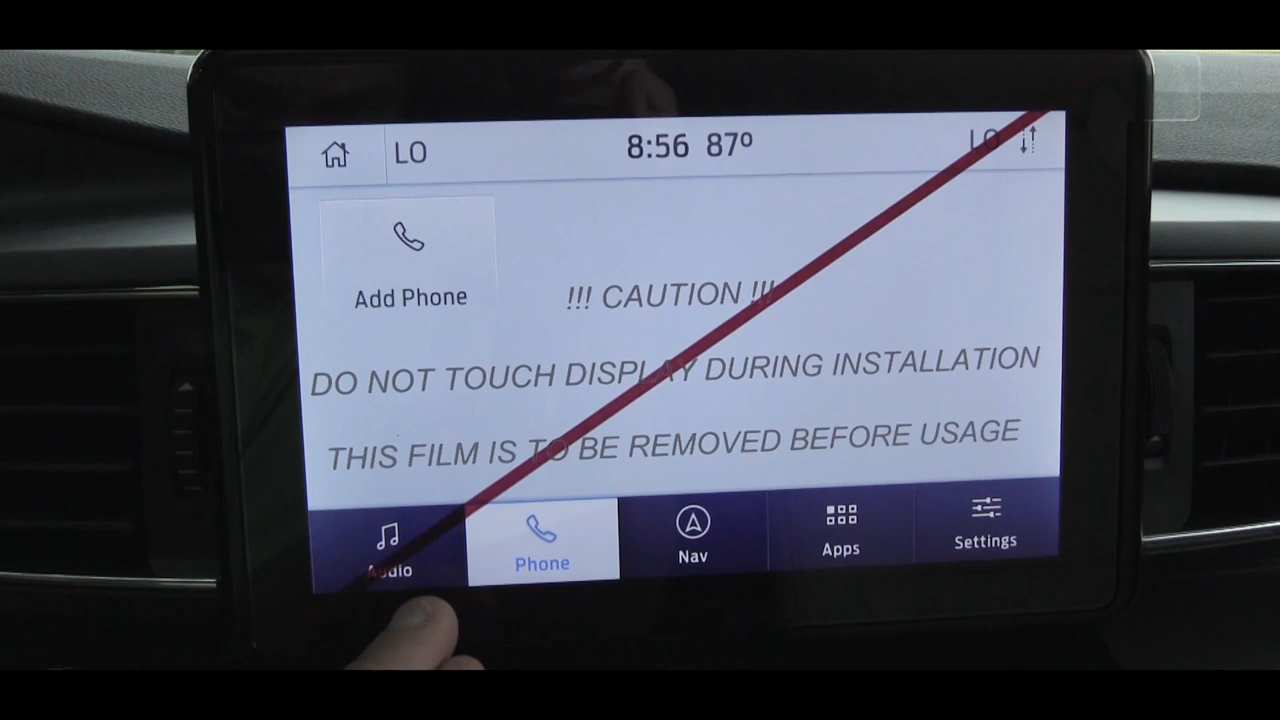 LO 8:56 87º LO
Add Phone
!!! CAUTION !!!
DO NOT TOUCH DISPLAY DURING INSTALLATION
THIS FILM IS TO BE REMOVED BEFORE USAGE
Audio Phone Nav Apps Settings